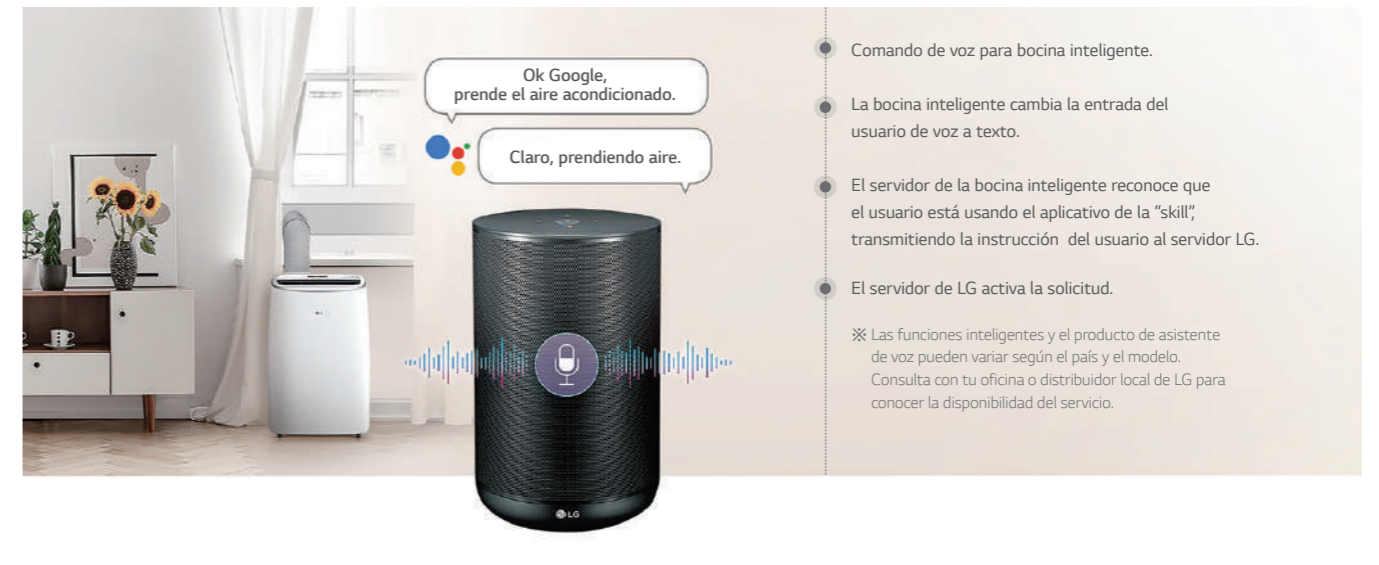 Ok Google,
prende el aire acondicionado.
Claro, prendiendo aire.
LG
Comando de voz para bocina inteligente.
La bocina inteligente cambia la entrada del
usuario de voz a texto.
El servidor de la bocina inteligente reconoce que
el usuario está usando el aplicativo de la “skill”,
transmitiendo la instrucción del usuario al servidor LG.
El servidor de LG activa la solicitud.
※ Las funciones inteligentes y el producto de asistente
de voz pueden variar según el país y el modelo.
Consulta con tu oficina o distribuidor local de LG para
conocer la disponibilidad del servicio.